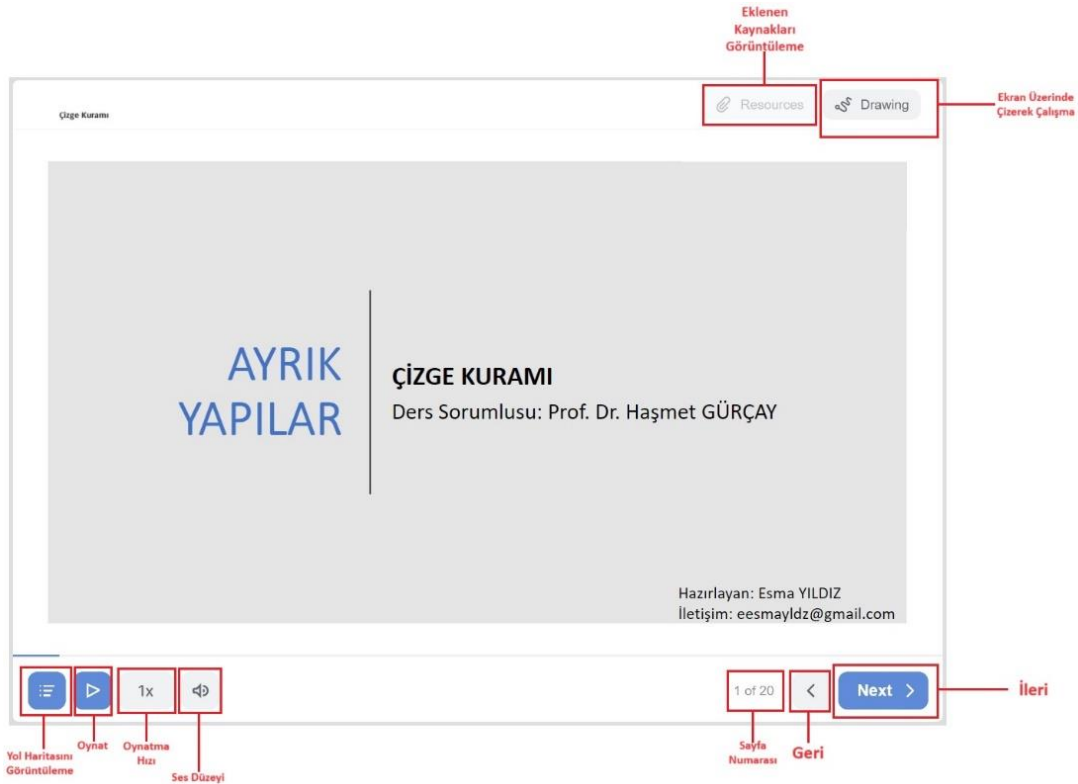 Eklenen
Kaynakları
Görüntüleme
Resources
Drawing
Ekran Üzerinde
Çizerek Çalışma
Çizge Kuramı
AYRIK
YAPILAR
ÇİZGE KURAMI
Ders Sorumlusu: Prof. Dr. Haşmet GÜRÇAY
Hazırlayan: Esma YILDIZ
İletişim: eesmayldz@gmail.com
1x
1 of 20
Next
İleri
Yol Haritasını
Görüntüleme
Oynat
Oynatma
Hızı
Ses Düzeyi
Sayfa
Numarası
Geri